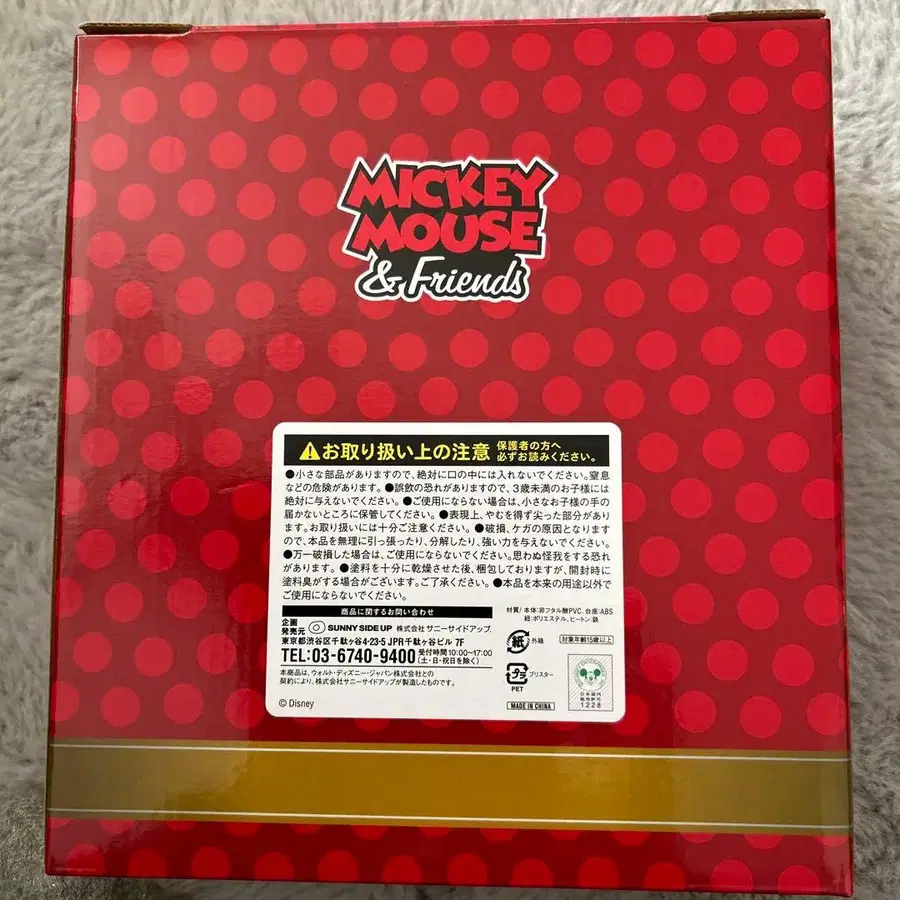 MICKEY
MOUSE
& Friends
お取り扱い上の注意 保護者の方へ
必ずお読みください。
●小さな部品がありますので、絶対に口の中には入れないでください。窒息
などの危険があります。●誤飲の恐れがありますので、3歳未満のお子様には
絶対に与えないでください。●ご使用にならない場合は、小さなお子様の手の
届かないところに保管してください。●表現上、やむを得ず尖った部分があり
ます。お取り扱いには十分ご注意ください。●破損、ケガの原因となります
ので、本品を無理に引っ張ったり、分解したり、強い力を与えないでください。
●万一破損した場合は、ご使用にならないでください。思わぬ怪我をする恐れ
があります。●塗料を十分に乾燥させた後、梱包しておりますが、開封時に
塗料臭がする場合がございます。ご了承ください。●本品を本来の用途以外で
ご使用にならないでください。
商品に関するお問い合わせ
企画
発売元 SUNNY SIDE UP 株式会社 サニーサイドアップ
東京都渋谷区千駄ヶ谷4-23-5 JPR千駄ヶ谷ビル 7F
TEL:03-6740-9400 受付時間10:00~17:00
(土・日・祝日を除く)
本商品は、ウォルト・ディズニー・ジャパン株式会社との
契約により、株式会社サニーサイドアップが製造したものです。
© Disney
材質/本体:非フタル酸PVC、台座:ABS
紐:ポリエステル、ヒートン:鉄
紙 外箱
対象年齢15歳以上
プラ ブリスター
PET
MADE IN CHINA
日本国内
販売許可
1228